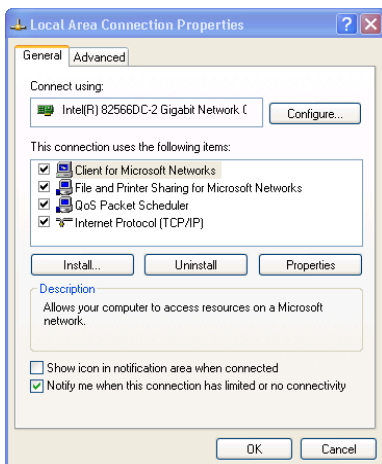 Local Area Connection Properties
General Advanced
Connect using:
Intel(R) 82566DC-2 Gigabit Network C
Configure...
This connection uses the following items:
Client for Microsoft Networks
File and Printer Sharing for Microsoft Networks
QoS Packet Scheduler
Internet Protocol (TCP/IP)
Install... Uninstall Properties
Description
Allows your computer to access resources on a Microsoft
network.
Show icon in notification area when connected
Notify me when this connection has limited or no connectivity
OK Cancel